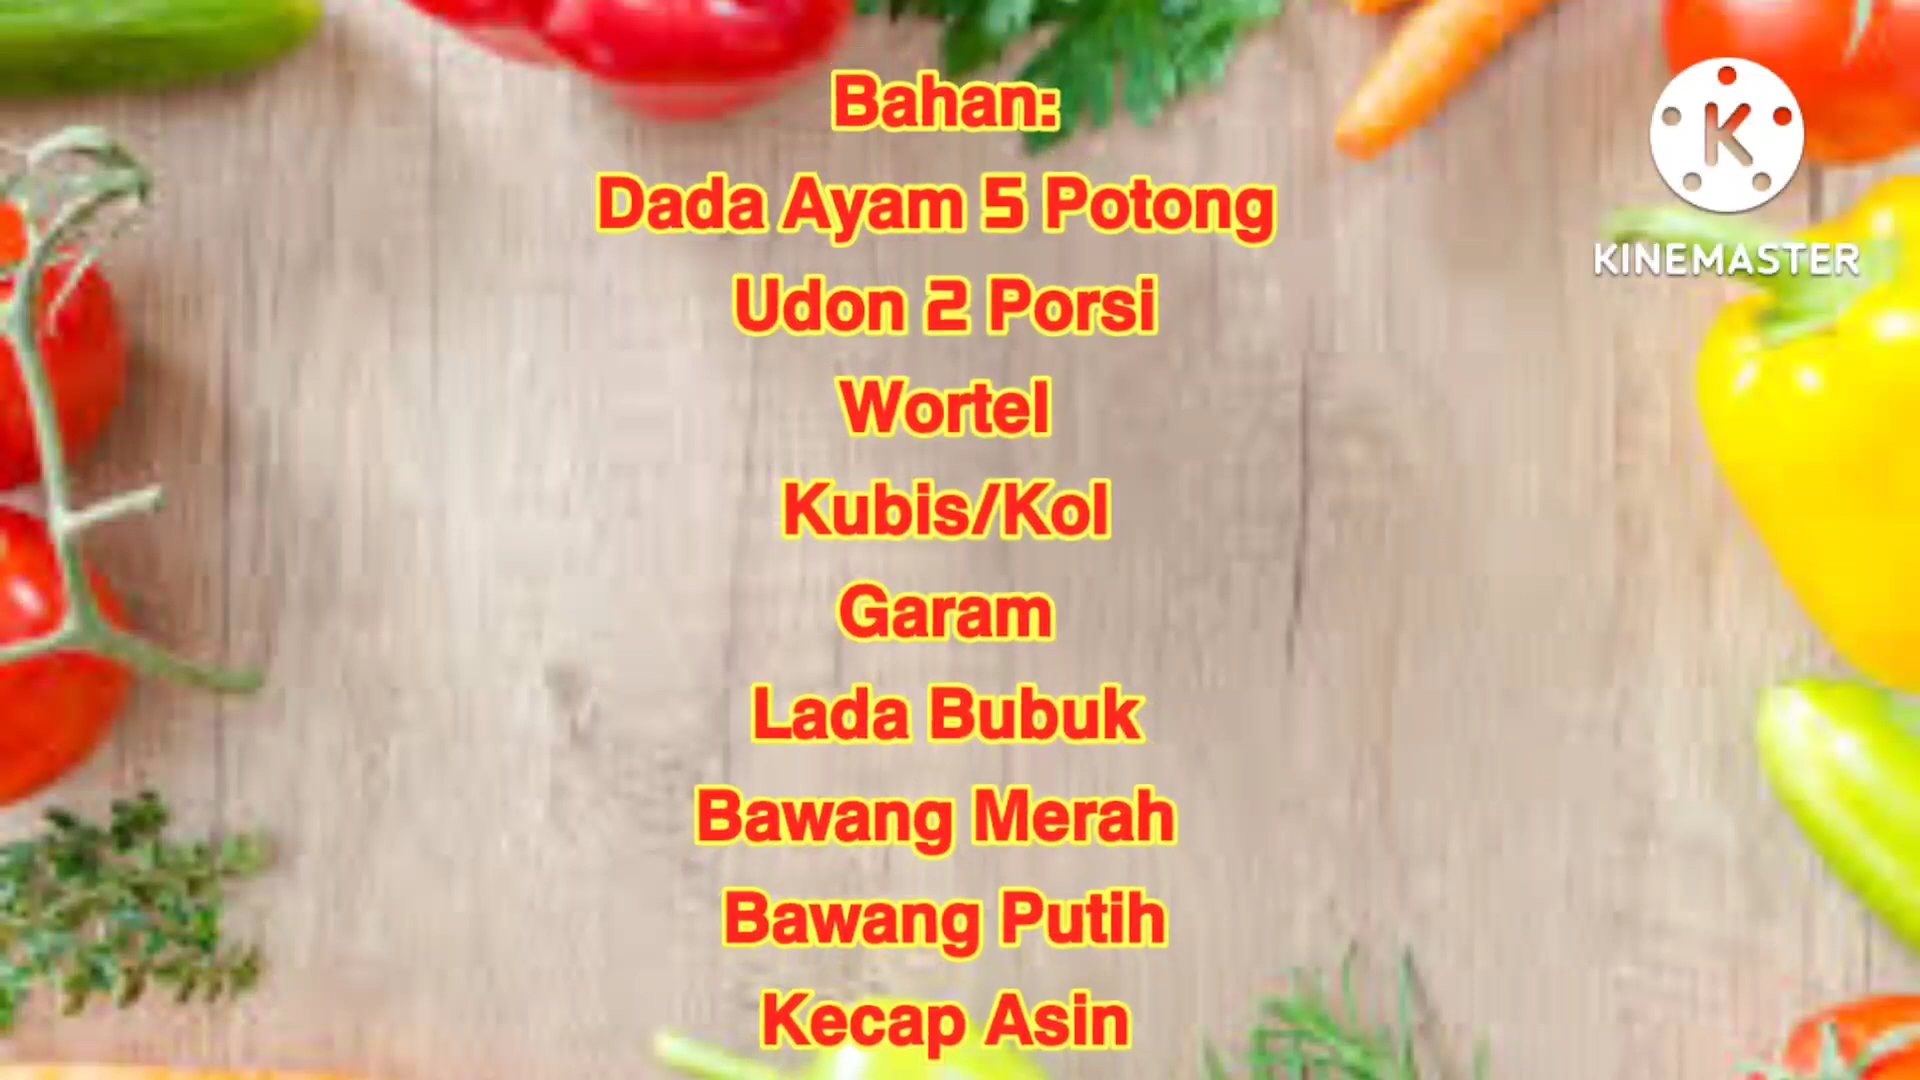 Bahan:
Dada Ayam 5 Potong
Udon 2 Porsi
Wortel
Kubis/Kol
Garam
Lada Bubuk
Bawang Merah
Bawang Putih
Kecap Asin
K
KINEMASTER